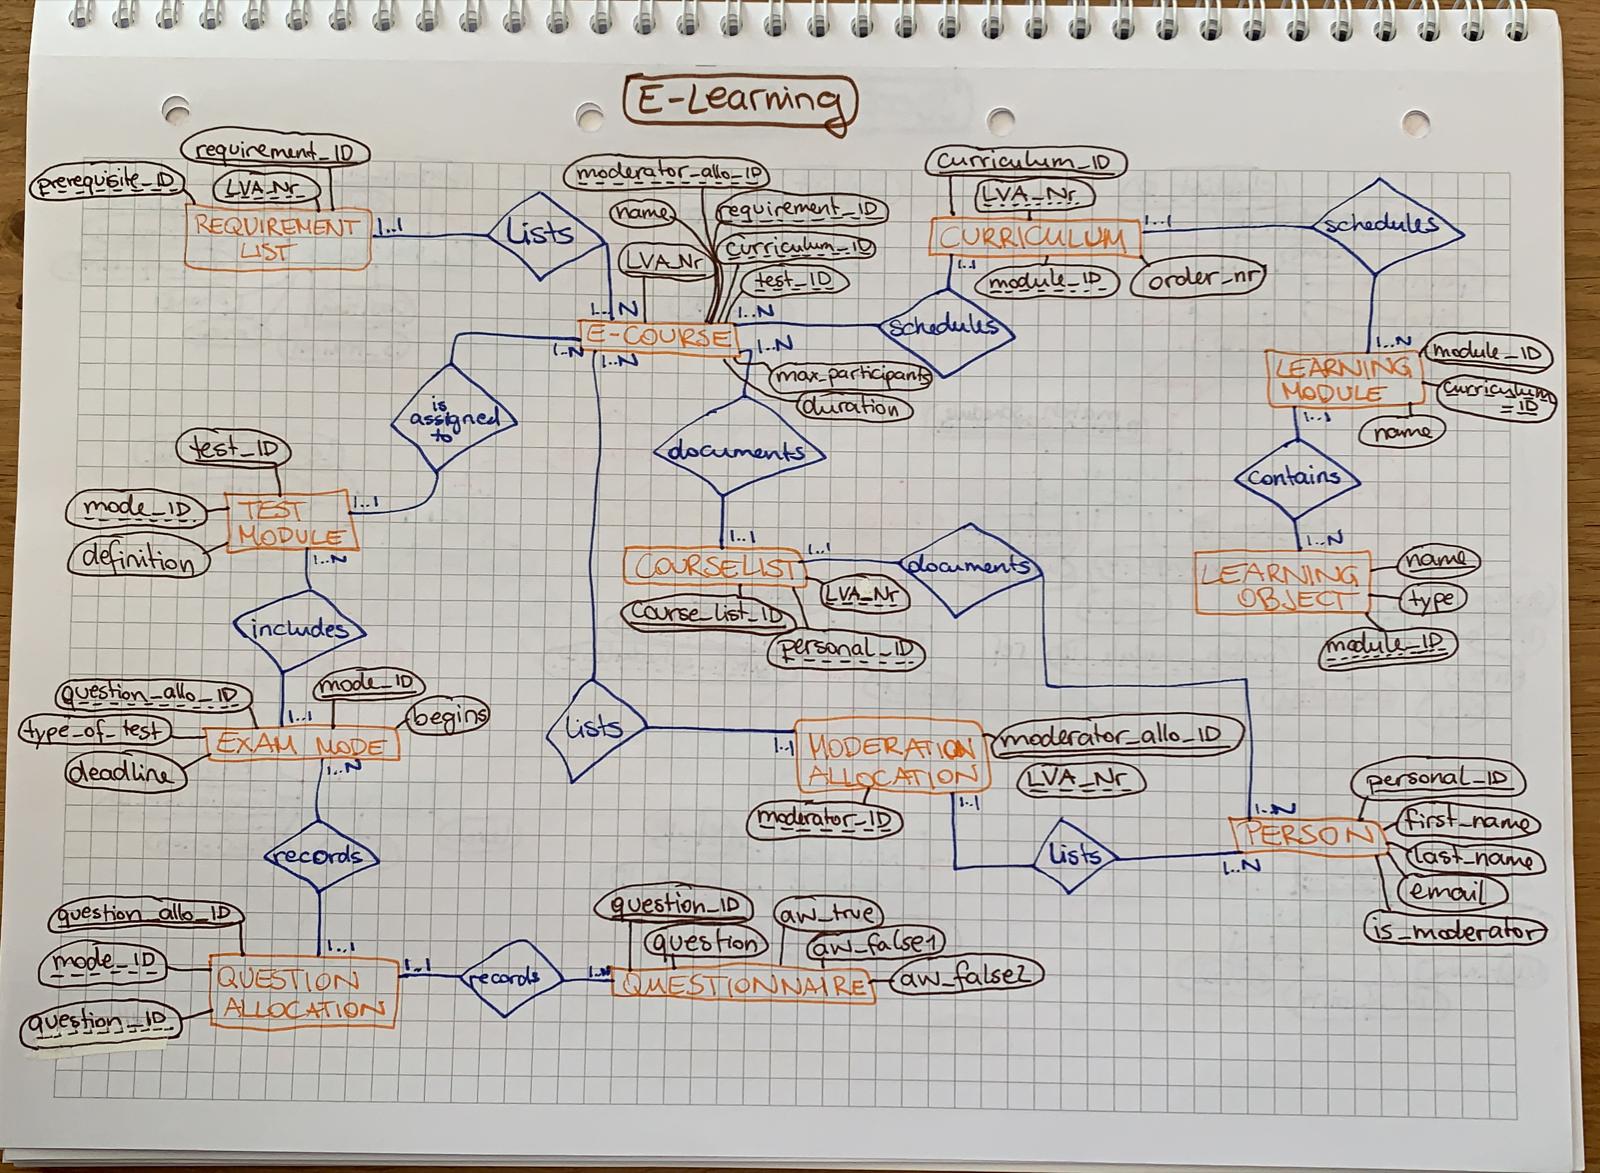 E-Learning
requirement_ID
prerequisite_ID
LVA_Nr
REQUIREMENT
LIST
1..1
Lists
1..N
moderator_allo_ID
name
requirement_ID
LVA_Nr
curriculum_ID
test_ID
E-COURSE
1..N
1..N
1..N
1..N
max_participants
duration
curriculum_ID
LVA_Nr
CURRICULUM
1..1
1..1
module_ID
order_nr
schedules
schedules
1..N
LEARNING
MODULE
module_ID
curriculum
_ID
name
1..1
contains
1..N
LEARNING
OBJECT
name
type
module_ID
is
assigned
to
test_ID
mode_ID
definition
TEST
MODULE
1..1
1..N
documents
1..1
COURSELIST
1..1
documents
LVA_Nr
course_list_ID
personal_ID
includes
question_allo_ID
mode_ID
type_of_test
begins
deadline
1..1
EXAM MODE
1..N
lists
1..1
MODERATION
ALLOCATION
moderator_allo_ID
LVA_Nr
moderator_ID
1..1
Lists
1..N
1..N
PERSON
personal_ID
first_name
last_name
email
is_moderator
records
question_allo_ID
mode_ID
question_ID
1..1
QUESTION
ALLOCATION
1..1
records
1..N
question_ID
question
aw_true
aw_false1
aw_false2
QUESTIONNAIRE